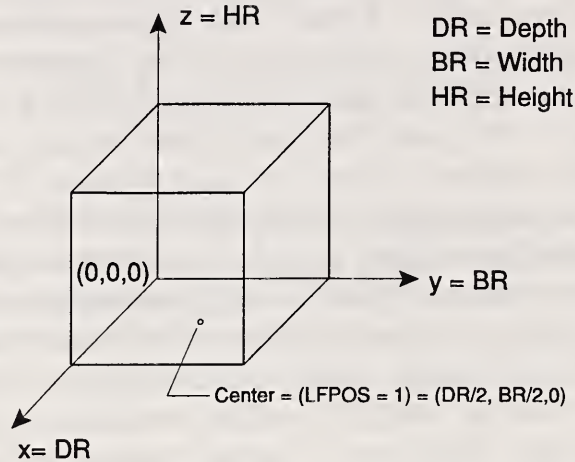 z = HR
DR = Depth
BR = Width
HR = Height
(0,0,0)
y = BR
Center = (LFPOS = 1) = (DR/2, BR/2,0)
x= DR